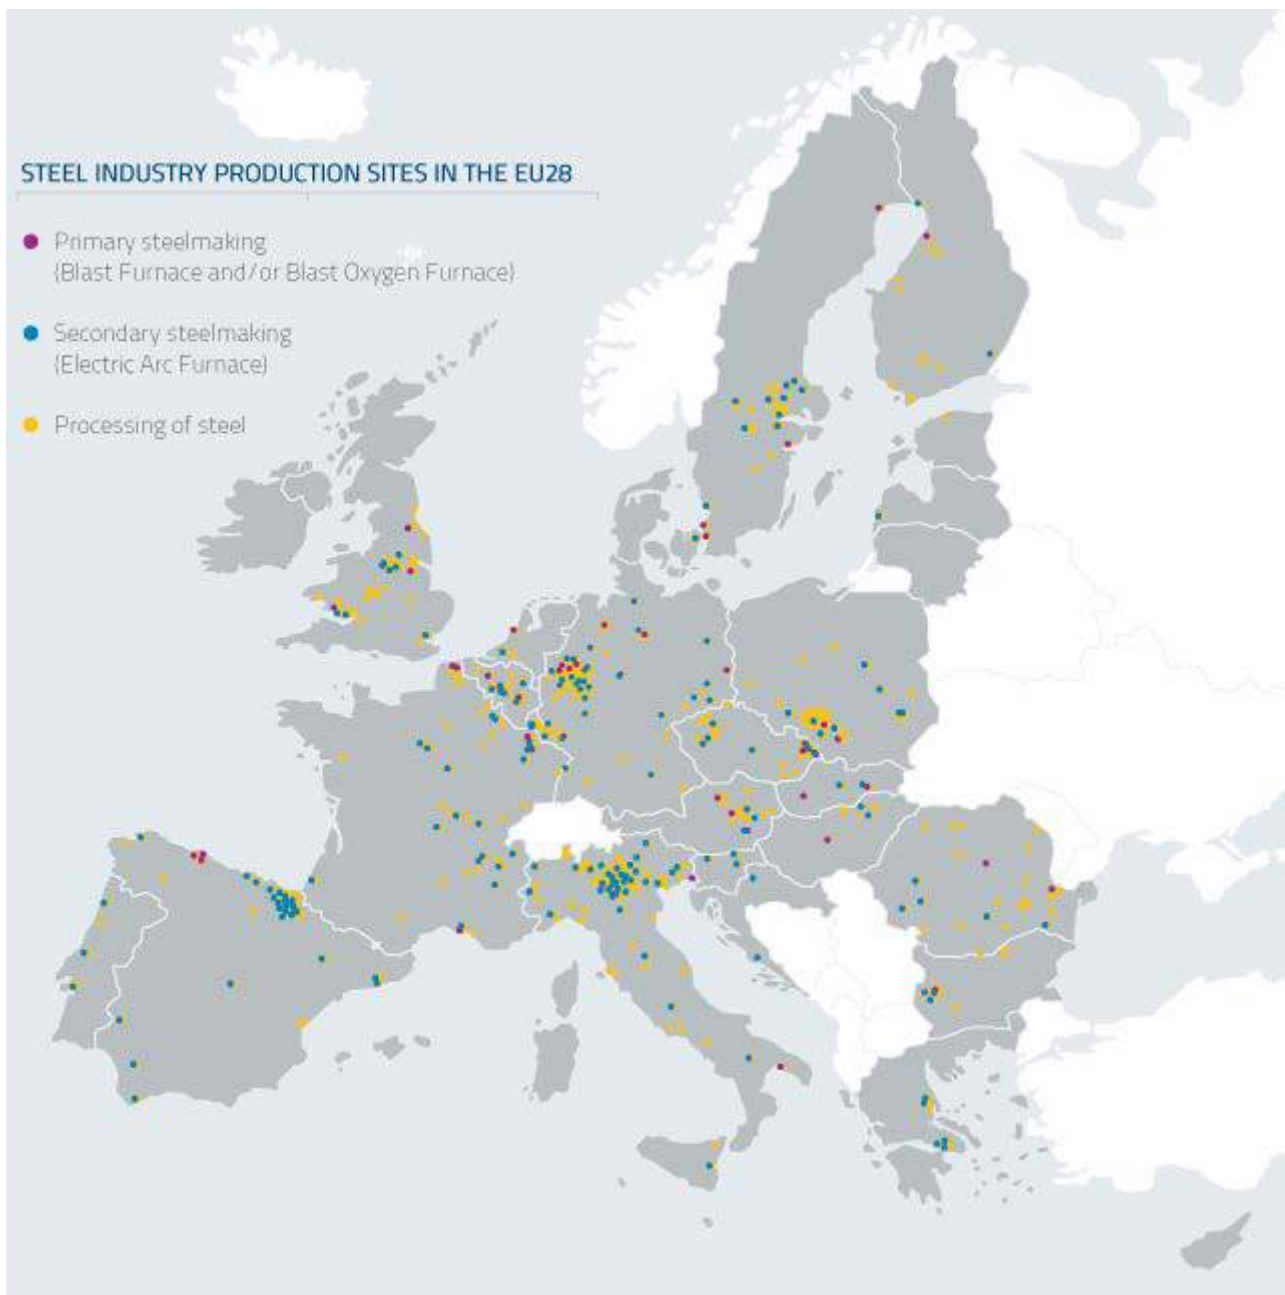 STEEL INDUSTRY PRODUCTION SITES IN THE EU28
Primary steelmaking
(Blast Furnace and/or Blast Oxygen Furnace)
Secondary steelmaking
(Electric Arc Furnace)
Processing of steel